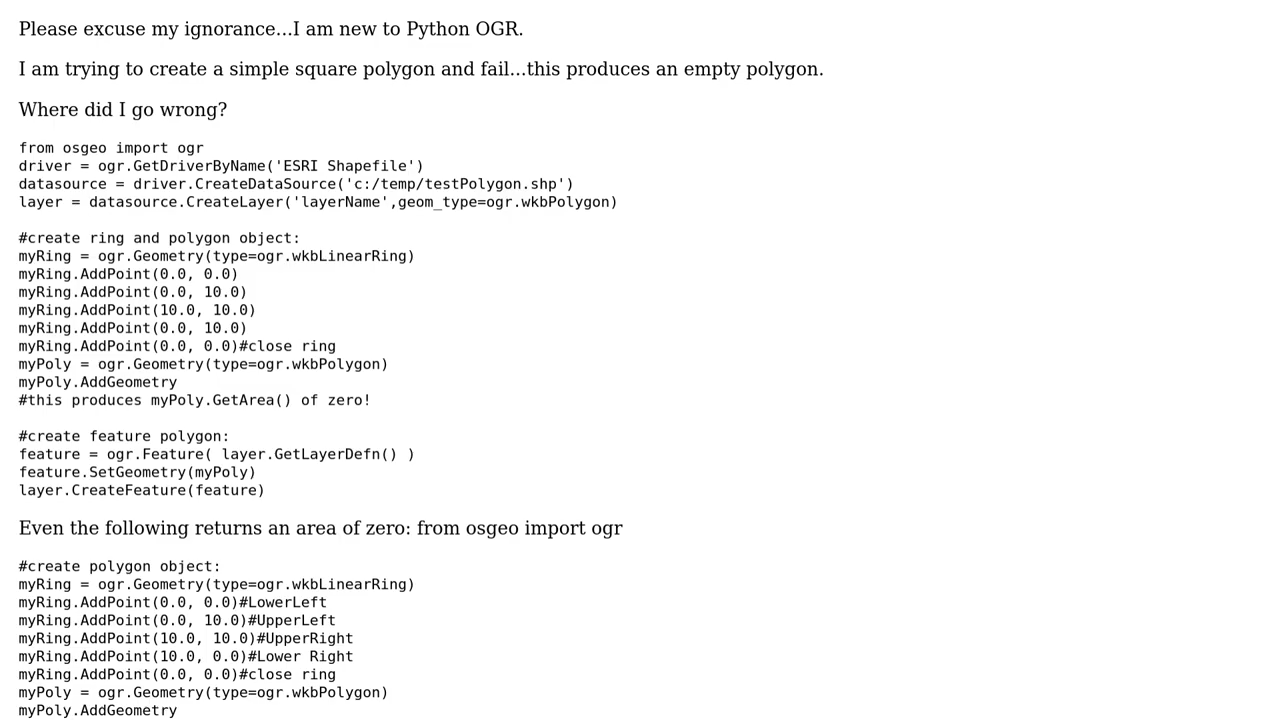 Please excuse my ignorance...I am new to Python OGR.
I am trying to create a simple square polygon and fail...this produces an empty polygon.
Where did I go wrong?
from osgeo import ogr
driver = ogr.GetDriverByName('ESRI Shapefile')
datasource = driver.CreateDataSource('c:/temp/testPolygon.shp')
layer = datasource.CreateLayer('layerName',geom_type=ogr.wkbPolygon)
#create ring and polygon object:
myRing = ogr.Geometry(type=ogr.wkbLinearRing)
myRing.AddPoint(0.0, 0.0)
myRing.AddPoint(0.0, 10.0)
myRing.AddPoint(10.0, 10.0)
myRing.AddPoint(0.0, 10.0)
myRing.AddPoint(0.0, 0.0)#close ring
myPoly = ogr.Geometry(type=ogr.wkbPolygon)
myPoly.AddGeometry
#this produces myPoly.GetArea() of zero!
#create feature polygon:
feature = ogr.Feature( layer.GetLayerDefn() )
feature.SetGeometry(myPoly)
layer.CreateFeature(feature)
Even the following returns an area of zero: from osgeo import ogr
#create polygon object:
myRing = ogr.Geometry(type=ogr.wkbLinearRing)
myRing.AddPoint(0.0, 0.0)#LowerLeft
myRing.AddPoint(0.0, 10.0)#UpperLeft
myRing.AddPoint(10.0, 10.0)#UpperRight
myRing.AddPoint(10.0, 0.0)#Lower Right
myRing.AddPoint(0.0, 0.0)#close ring
myPoly = ogr.Geometry(type=ogr.wkbPolygon)
myPoly.AddGeometry